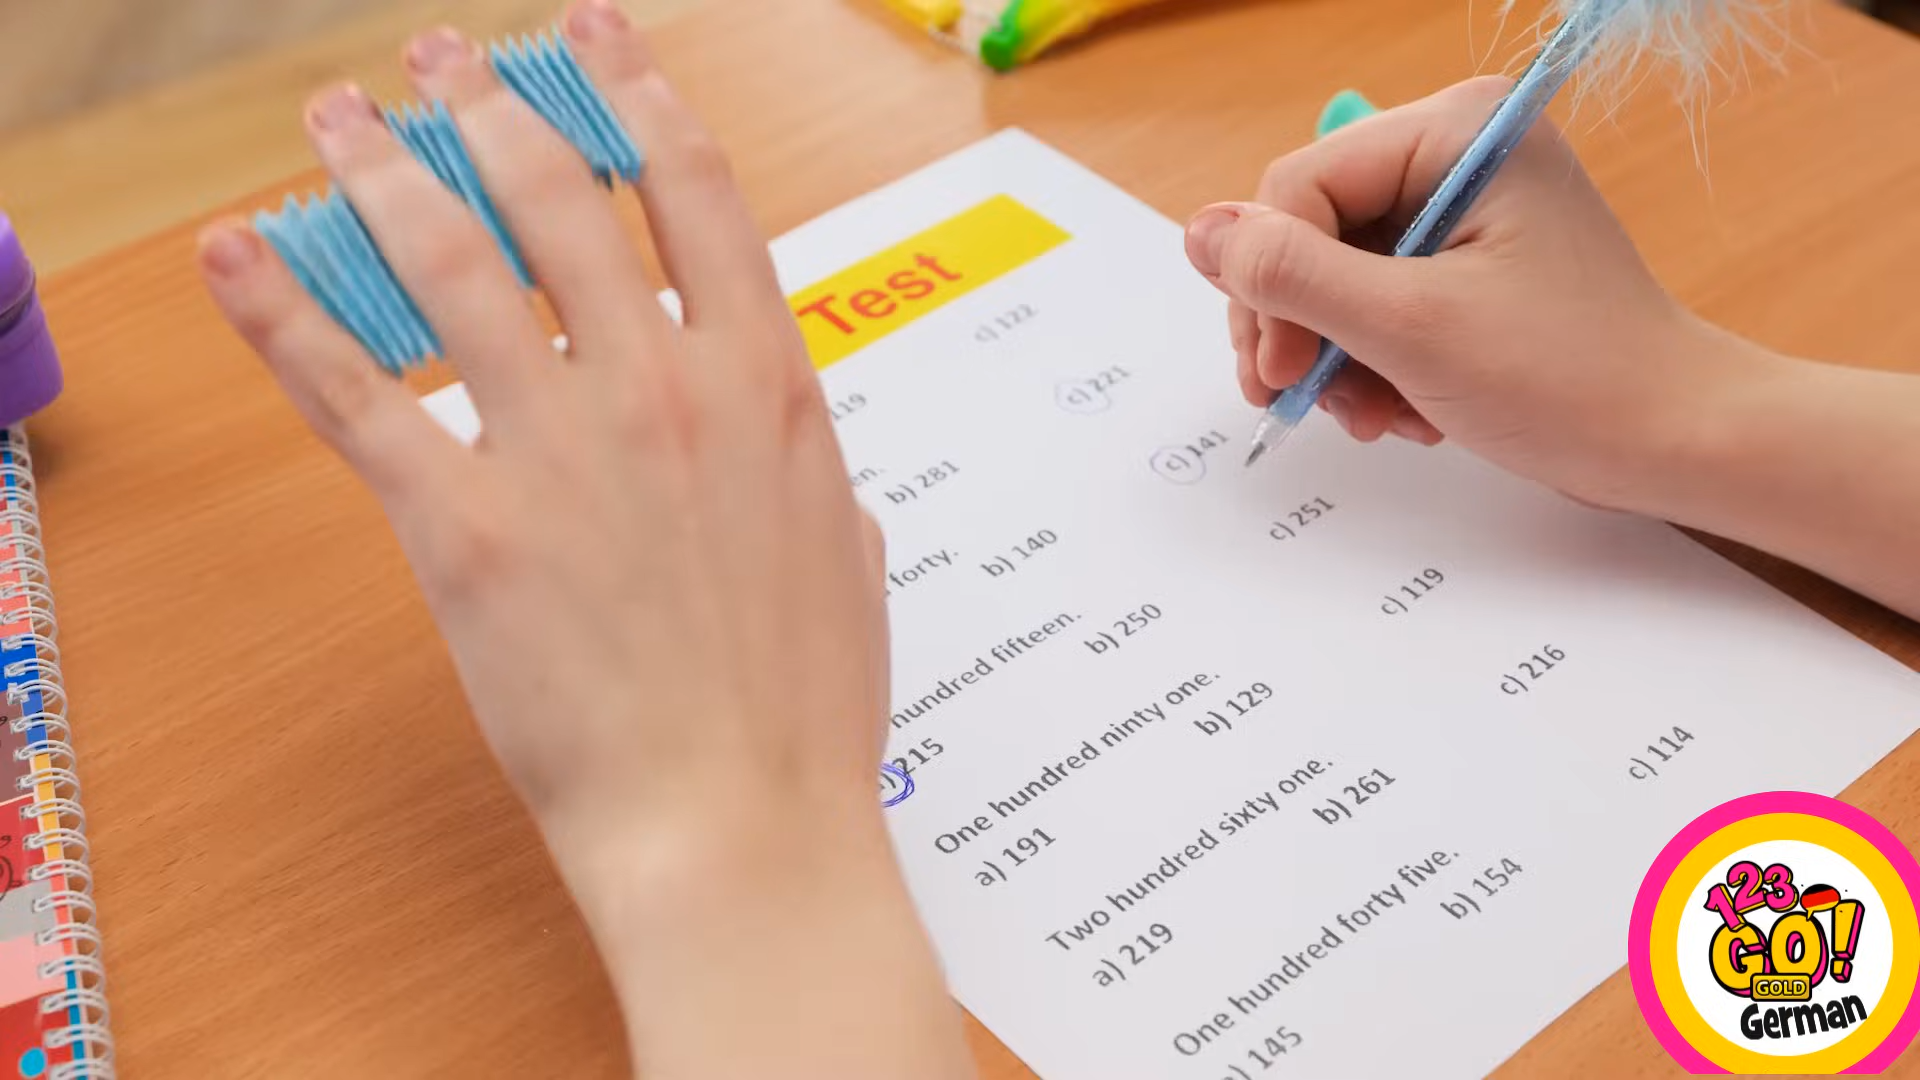 Test
c) 122
119
c) 221
en.
b) 281
c) 141
forty.
b) 140
c) 251
hundred fifteen.
215
b) 250
c) 119
One hundred ninty one.
a) 191
b) 129
c) 216
Two hundred sixty one.
a) 219
b) 261
c) 114
One hundred forty five.
) 145
b) 154
123
GO!
GOLD
German